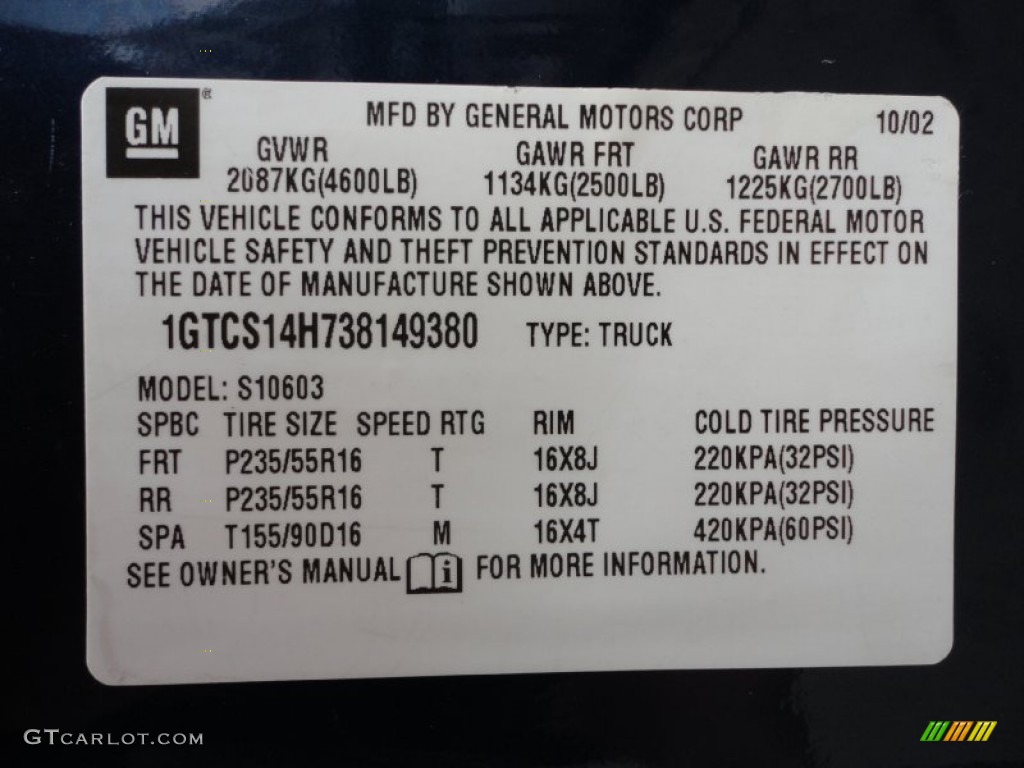 GM ®
MFD BY GENERAL MOTORS CORP 10/02
GVWR GAWR FRT GAWR RR
2087KG(4600LB) 1134KG(2500LB) 1225KG(2700LB)
THIS VEHICLE CONFORMS TO ALL APPLICABLE U.S. FEDERAL MOTOR
VEHICLE SAFETY AND THEFT PREVENTION STANDARDS IN EFFECT ON
THE DATE OF MANUFACTURE SHOWN ABOVE.
1GTCS14H738149380 TYPE: TRUCK
MODEL: S10603
SPBC TIRE SIZE SPEED RTG RIM COLD TIRE PRESSURE
FRT P235/55R16 T 16X8J 220KPA(32PSI)
RR P235/55R16 T 16X8J 220KPA(32PSI)
SPA T155/90D16 M 16X4T 420KPA(60PSI)
SEE OWNER'S MANUAL i FOR MORE INFORMATION.
GTCARLOT.COM